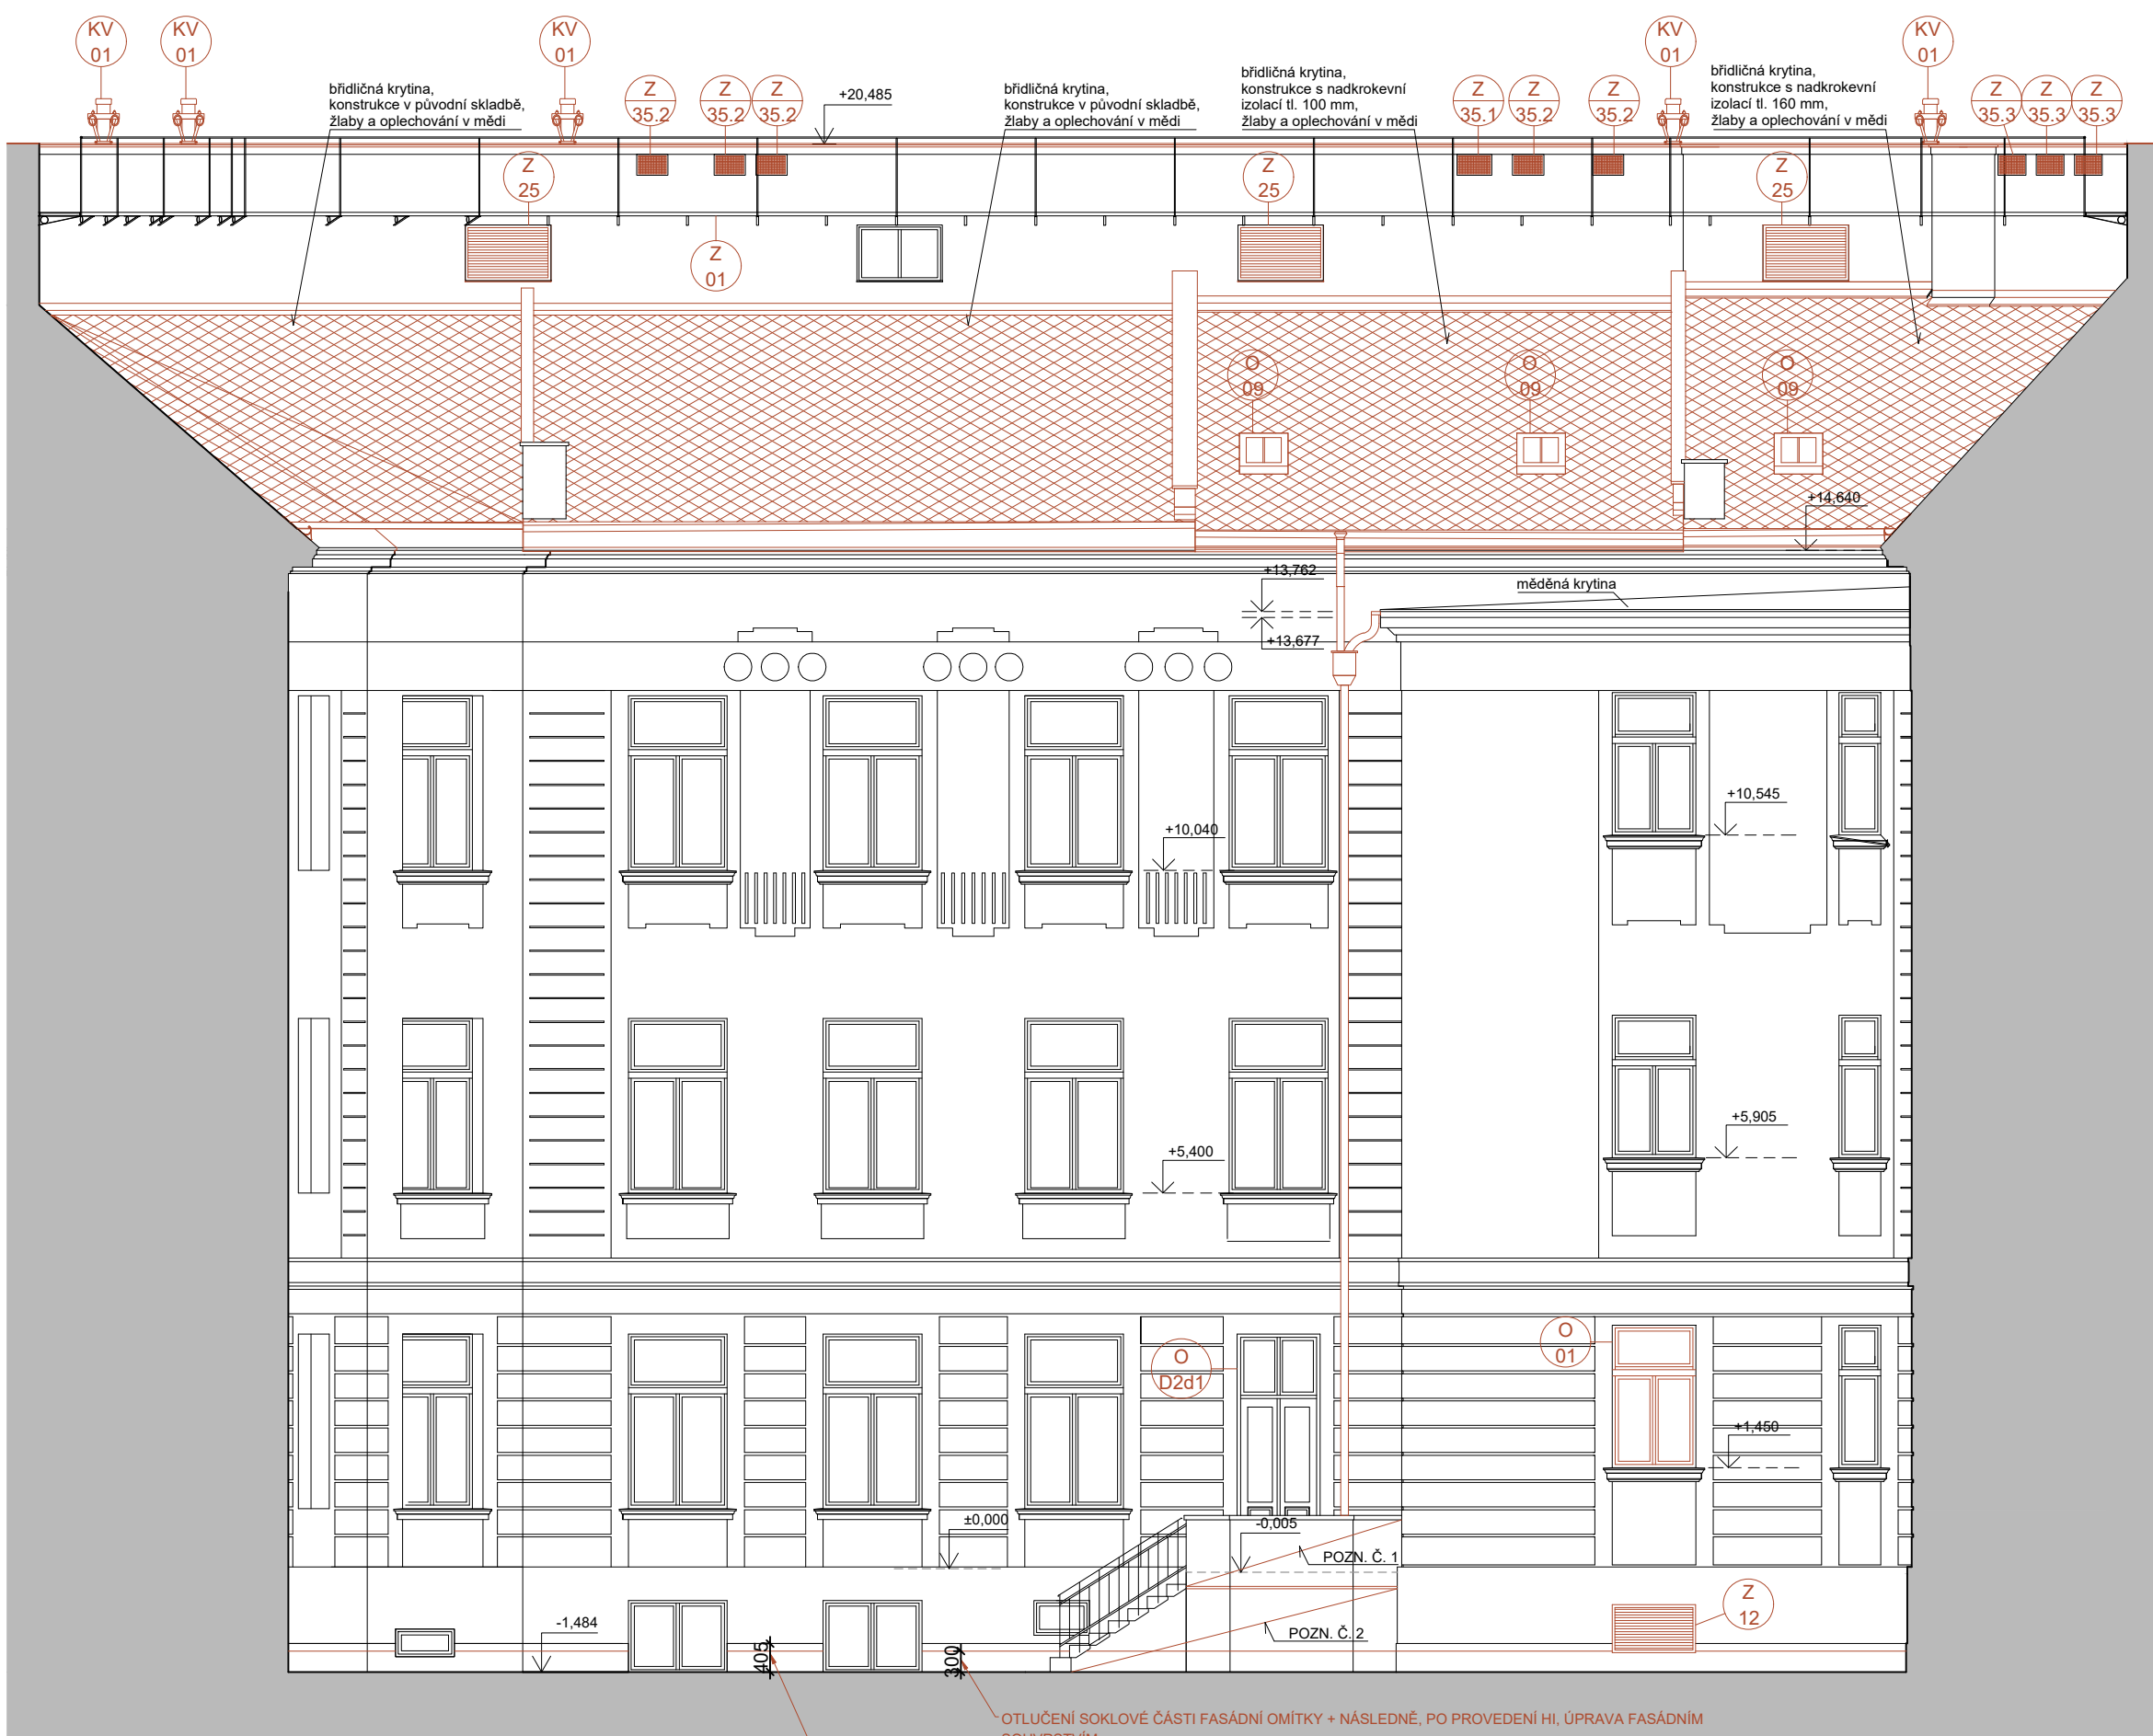 KV
01
KV
01
KV
01
KV
01
KV
01
břidličná krytina,
konstrukce v původní skladbě,
žlaby a oplechování v mědi
Z
35.2
Z
35.2
Z
35.2
+20,485
břidličná krytina,
konstrukce v původní skladbě,
žlaby a oplechování v mědi
břidličná krytina,
konstrukce s nadkrokevní
izolací tl. 100 mm,
žlaby a oplechování v mědi
Z
35.1
Z
35.2
Z
35.2
břidličná krytina,
konstrukce s nadkrokevní
izolací tl. 160 mm,
žlaby a oplechování v mědi
Z
35.3
Z
35.3
Z
35.3
Z
25
Z
25
Z
25
Z
01
O
09
O
09
O
09
+14,640
+13,762
měděná krytina
+13,677
+10,545
+10,040
+5,905
+5,400
O
01
O
D2d1
+1,450
±0,000
-0,005
POZN. Č. 1
Z
12
-1,484
POZN. Č. 2
405
300
OTLUČENÍ SOKLOVÉ ČÁSTI FASÁDNÍ OMÍTKY + NÁSLEDNĚ, PO PROVEDENÍ HI, ÚPRAVA FASÁDNÍM